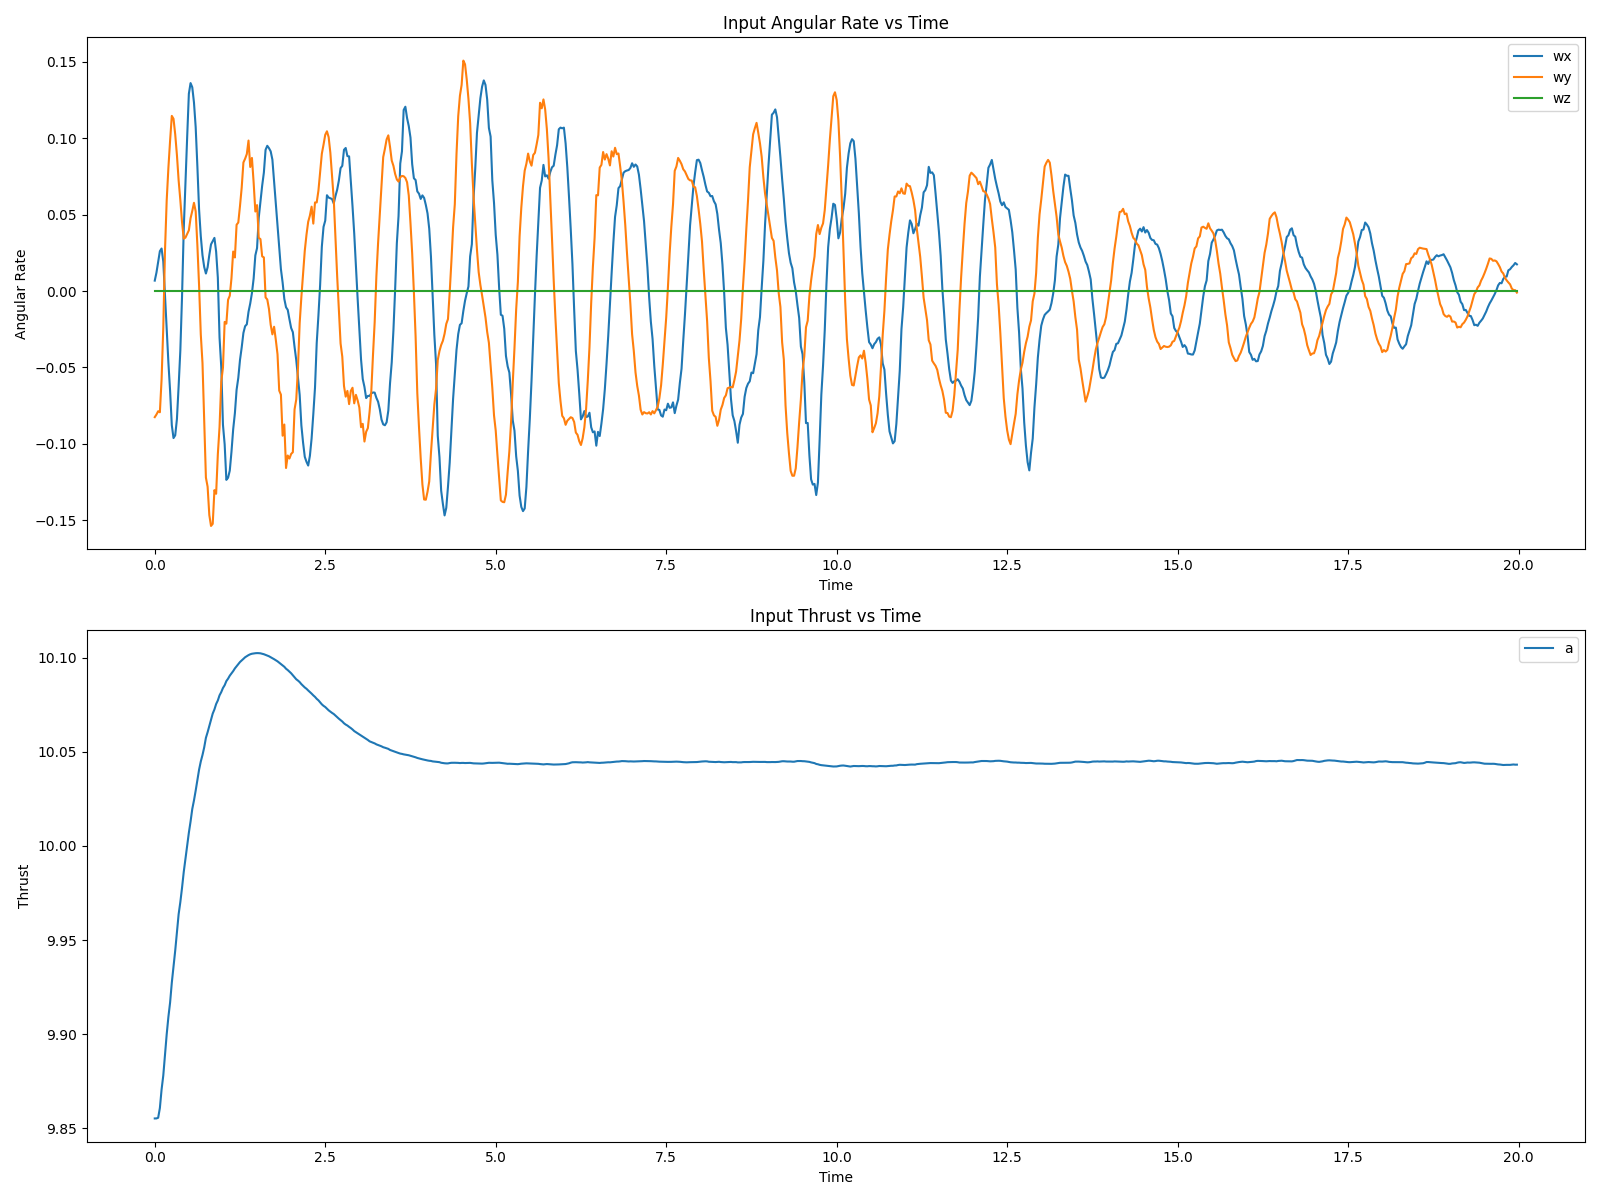 Input Angular Rate vs Time
Angular Rate
0.15
0.10
0.05
0.00
−0.05
−0.10
−0.15
wx
wy
wz
0.0 2.5 5.0 7.5 10.0 12.5 15.0 17.5 20.0
Time
Input Thrust vs Time
Thrust
10.10
10.05
10.00
9.95
9.90
9.85
a
0.0 2.5 5.0 7.5 10.0 12.5 15.0 17.5 20.0
Time